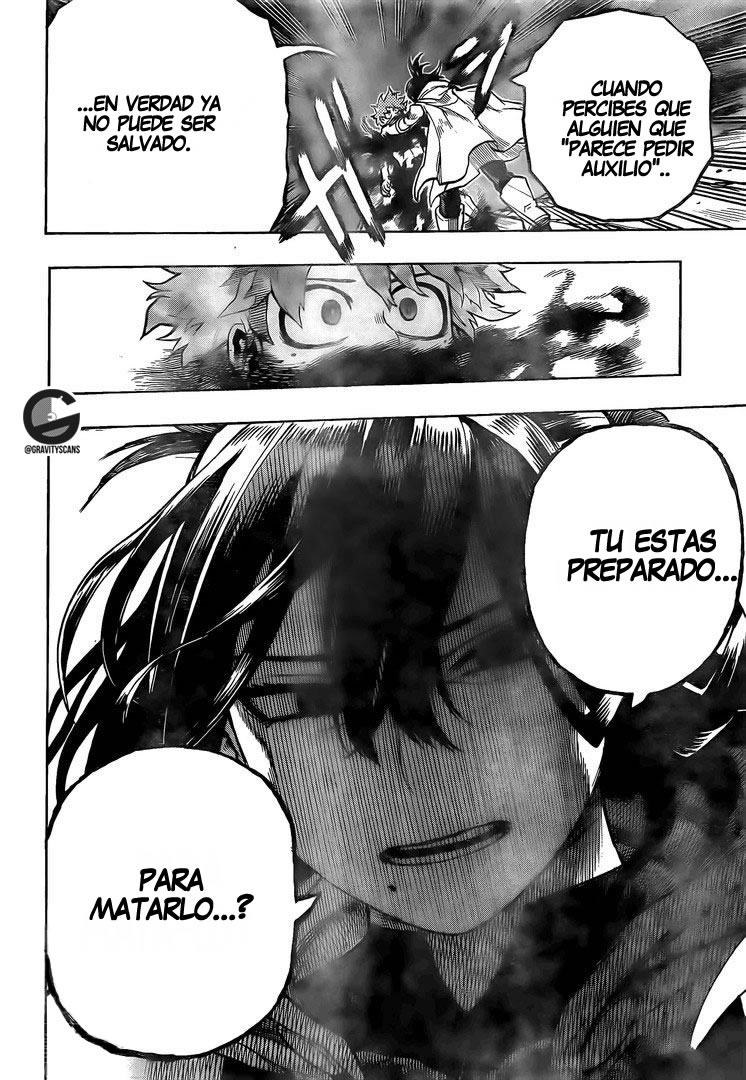 CUANDO
PERCIBES QUE
ALGUIEN QUE
"PARECE PEDIR
AUXILIO"..
...EN VERDAD YA
NO PUEDE SER
SALVADO.
@GRAVITYSCANS
TU ESTAS
PREPARADO...
PARA
MATARLO...?